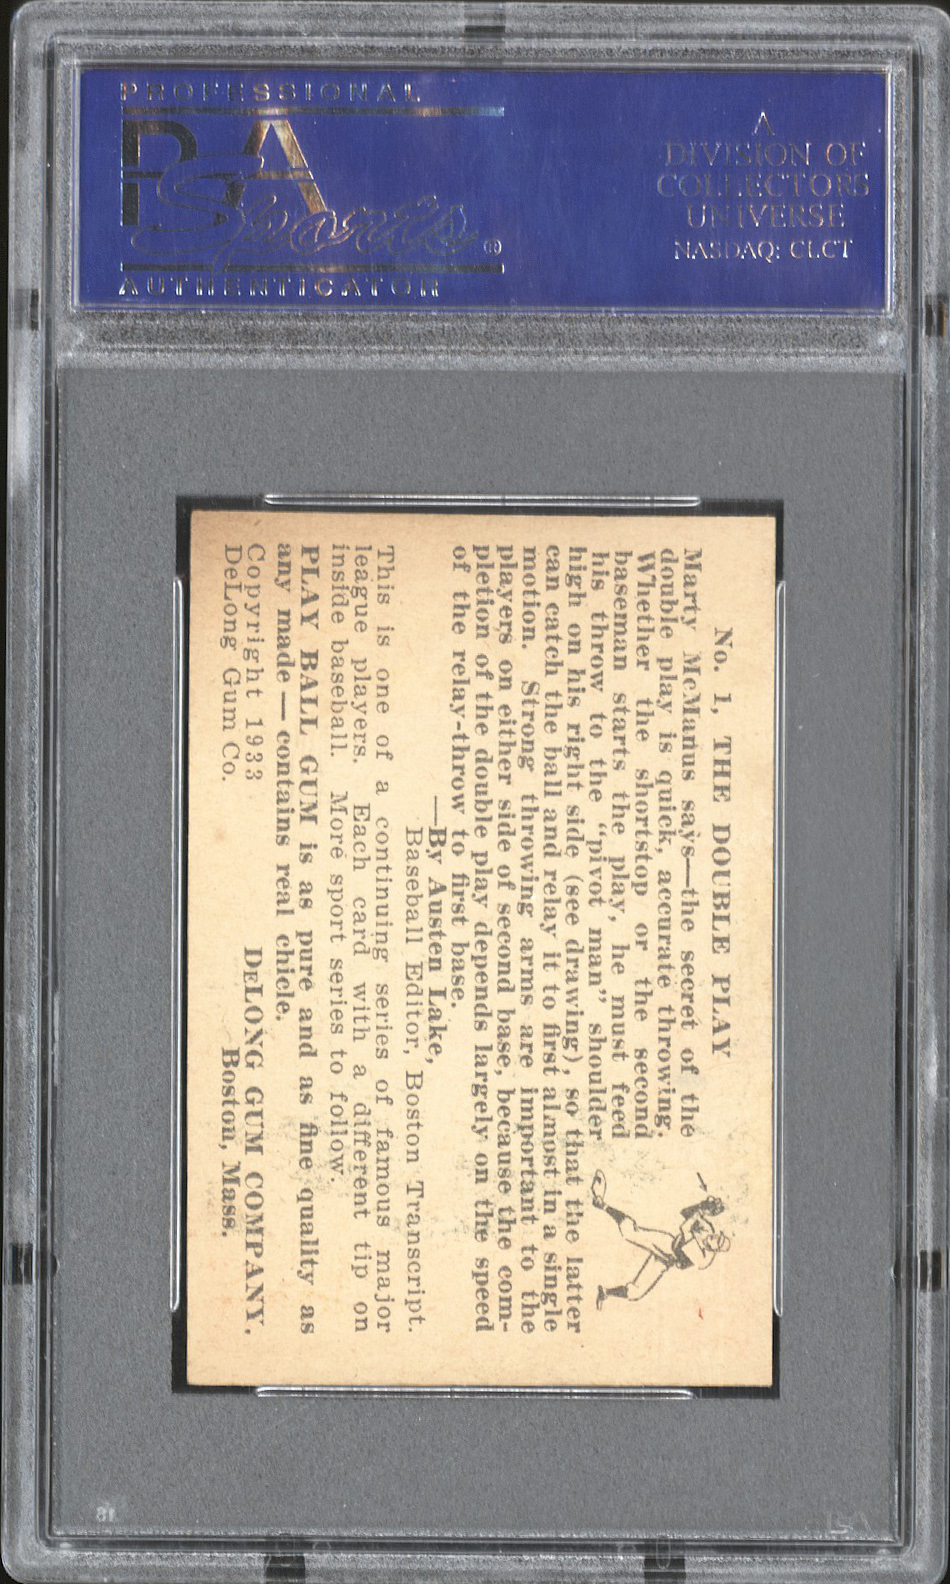 PROFESSIONAL
PSA
Sports ®
AUTHENTICATOR
A
DIVISION OF
COLLECTORS
UNIVERSE
NASDAQ: CLCT
No. 1, THE DOUBLE PLAY
Marty McManus says—the secret of the
double play is quick, accurate throwing.
Whether the shortstop or the second
baseman starts the play, he must feed
his throw to the "pivot man" shoulder
high on his right side (see drawing), so that the latter
can catch the ball and relay it to first almost in a single
motion. Strong throwing arms are important to the
players on either side of second base, because the com-
pletion of the double play depends largely on the speed
of the relay-throw to first base.
—By Austen Lake,
Baseball Editor, Boston Transcript.
This is one of a continuing series of famous major
league players. Each card with a different tip on
inside baseball. More sport series to follow.
PLAY BALL GUM is as pure and as fine quality as
any made—contains real chicle.
DeLONG GUM COMPANY.
Copyright 1933
Boston, Mass.
DeLong Gum Co.